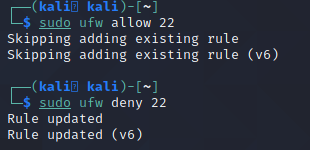 ┌──(kali㉿kali)-[~]
└─$ sudo ufw allow 22
Skipping adding existing rule
Skipping adding existing rule (v6)
┌──(kali㉿kali)-[~]
└─$ sudo ufw deny 22
Rule updated
Rule updated (v6)